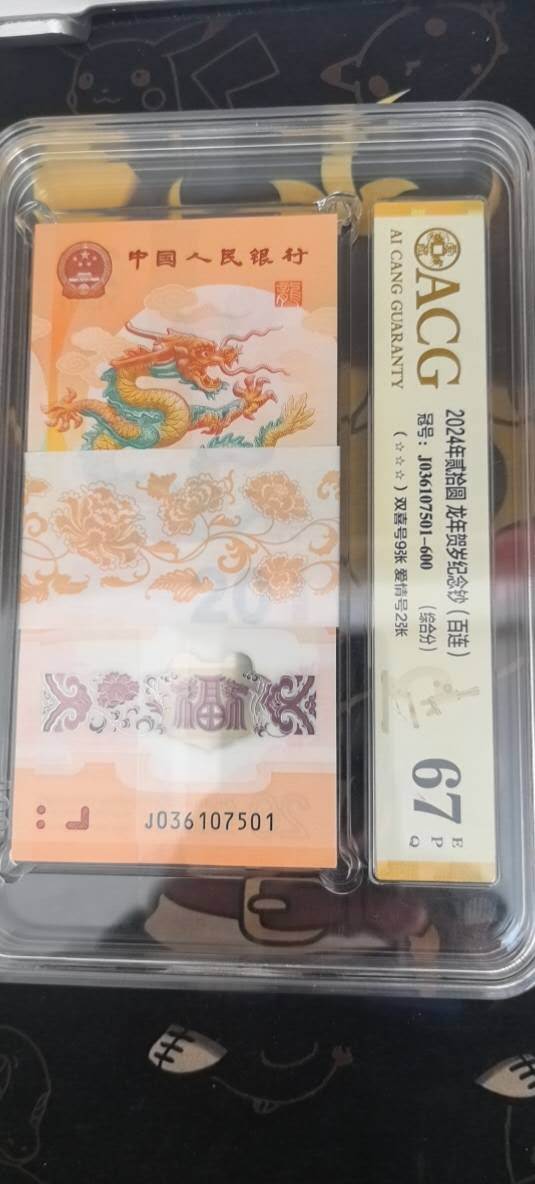 中国人民银行
20
福
J036107501
ACG
AI CANG GUARANTY
2024年贰拾圆 龙年贺岁纪念钞（百连）
冠号：J036107501-600 （综合分）
（☆☆☆）双喜号9张 爱情号2张
67
E
P
Q